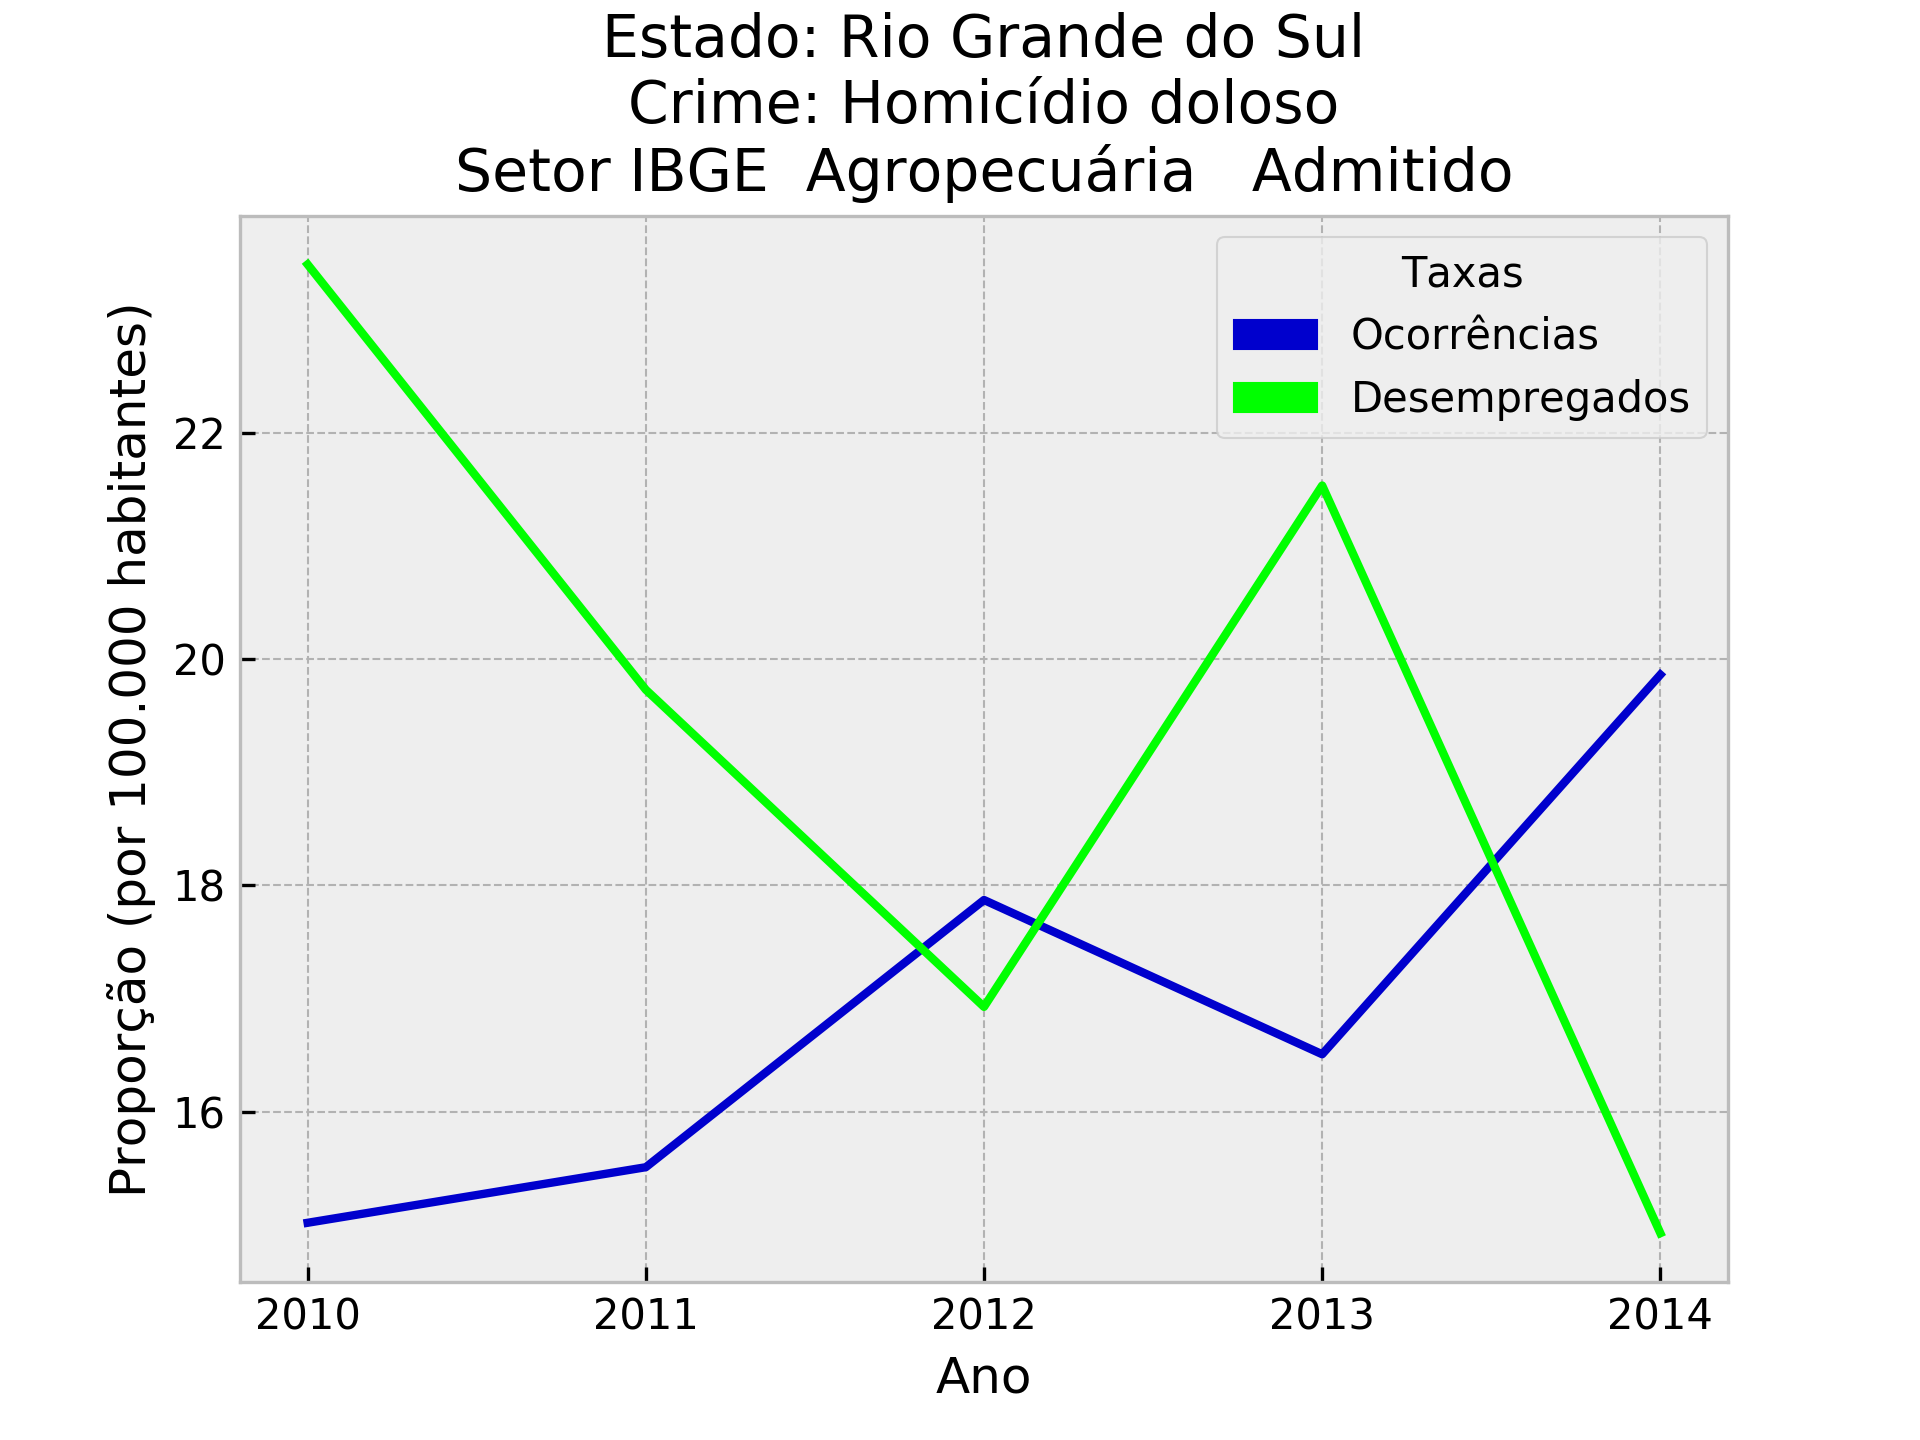 Estado: Rio Grande do Sul
Crime: Homicídio doloso
Setor IBGE  Agropecuária   Admitido
Proporção (por 100.000 habitantes)
22
20
18
16
Taxas
Ocorrências
Desempregados
2010 2011 2012 2013 2014
Ano